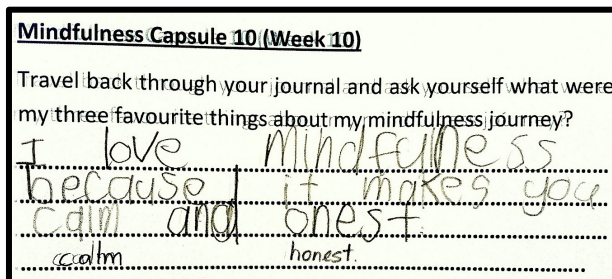 Mindfulness Capsule 10 (Week 10)
Travel back through your journal and ask yourself what were
my three favourite things about my mindfulness journey?
I love Mindfulness
because it makes you
calm and onest.
calm honest.